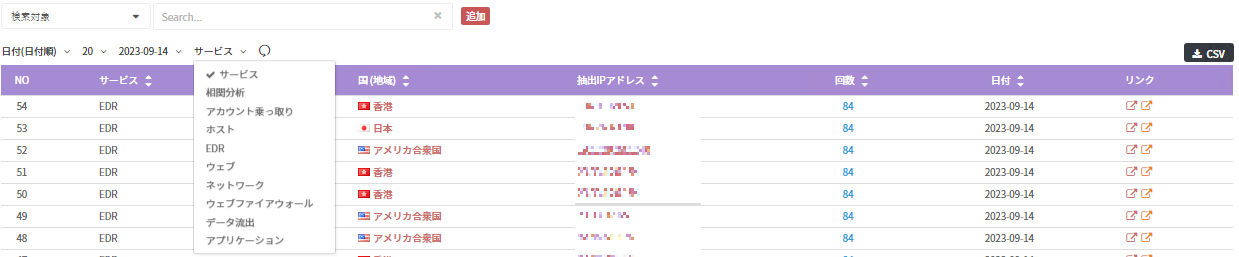 検索対象 Search... 追加
日付(日付順) 20 2023-09-14 サービス CSV
NO サービス 国 (地域) 抽出IPアドレス 回数 日付 リンク
サービス
相関分析
アカウント乗っ取り
ホスト
EDR
ウェブ
ネットワーク
ウェブファイアウォール
データ流出
アプリケーション
54 EDR 香港 84 2023-09-14
53 EDR 日本 84 2023-09-14
52 EDR アメリカ合衆国 84 2023-09-14
51 EDR 香港 84 2023-09-14
50 EDR 香港 84 2023-09-14
49 EDR アメリカ合衆国 84 2023-09-14
48 EDR アメリカ合衆国 84 2023-09-14